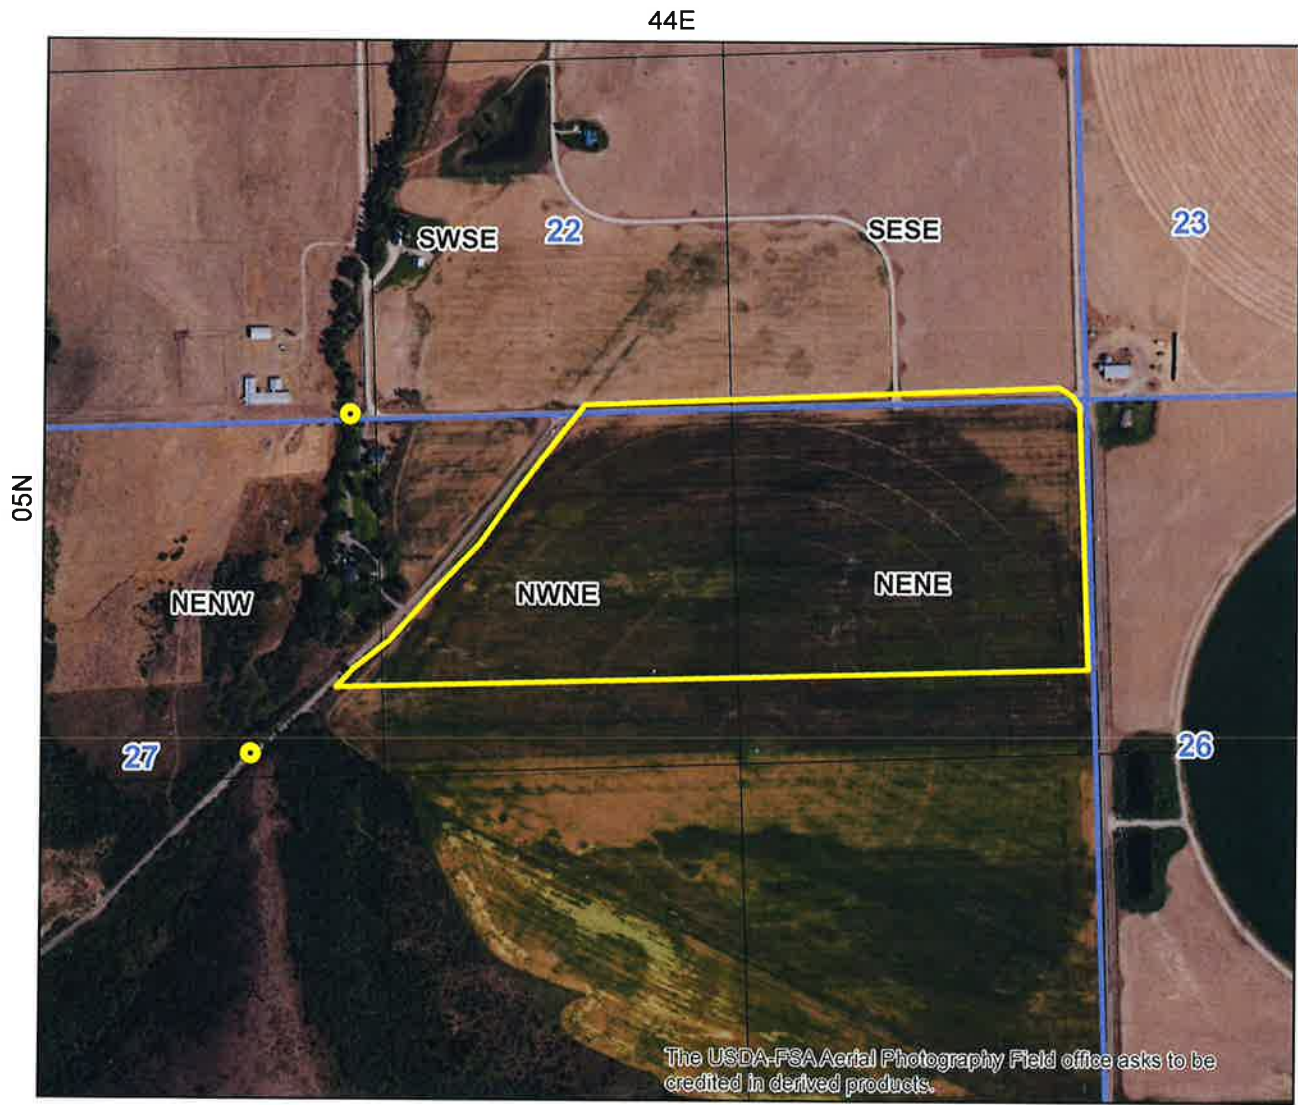 44E
SWSE
22
SESE
23
05N
NENW
NWNE
NENE
27
26
The USDA-FSA Aerial Photography Field office asks to be
credited in derived products.